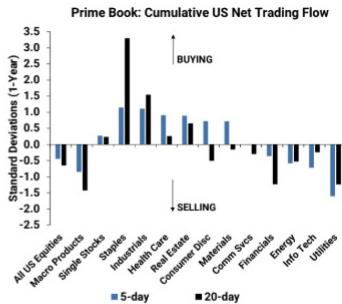 Prime Book: Cumulative US Net Trading Flow
Standard Deviations (1-Year)
3.5
3.0
2.5
2.0
1.5
1.0
0.5
0.0
-0.5
-1.0
-1.5
-2.0
-2.5
BUYING
SELLING
All US Equities
Macro Products
Single Stocks
Staples
Industrials
Health Care
Real Estate
Consumer Disc
Materials
Comm Svcs
Financials
Energy
Info Tech
Utilities
5-day
20-day